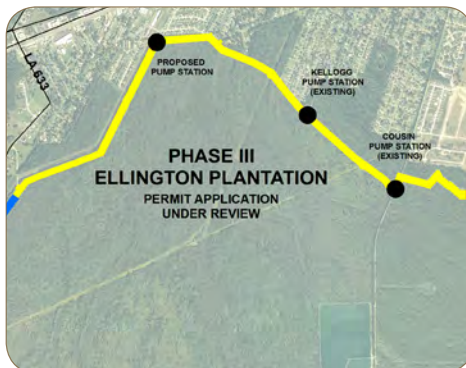 LA 633
PROPOSED
PUMP STATION
KELLOGG
PUMP STATION
(EXISTING)
COUSIN
PUMP STATION
(EXISTING)
PHASE III
ELLINGTON PLANTATION
PERMIT APPLICATION
UNDER REVIEW